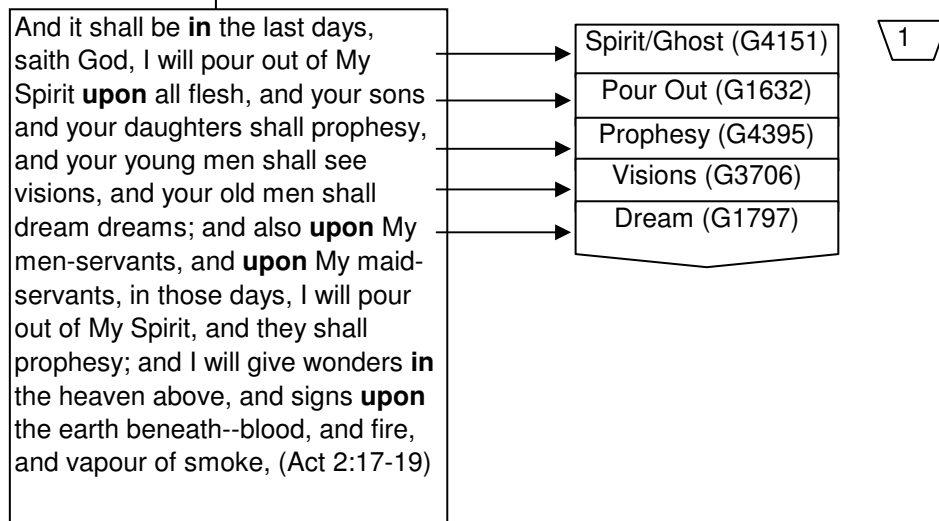 And it shall be in the last days,
saith God, I will pour out of My
Spirit upon all flesh, and your sons
and your daughters shall prophesy,
and your young men shall see
visions, and your old men shall
dream dreams; and also upon My
men-servants, and upon My maid-
servants, in those days, I will pour
out of My Spirit, and they shall
prophesy; and I will give wonders in
the heaven above, and signs upon
the earth beneath--blood, and fire,
and vapour of smoke, (Act 2:17-19)
Spirit/Ghost (G4151)
Pour Out (G1632)
Prophesy (G4395)
Visions (G3706)
Dream (G1797)
1